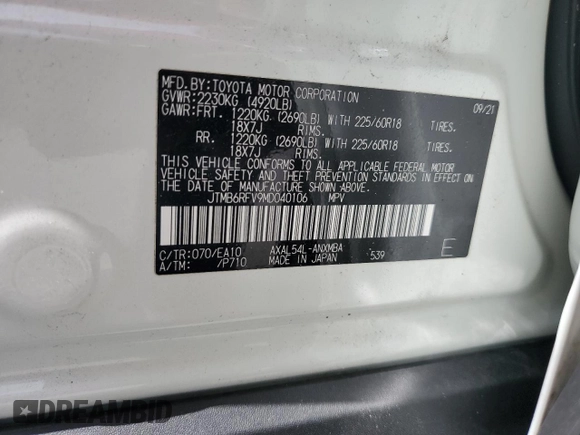 MFD. BY: TOYOTA MOTOR CORPORATION 09/21
GVWR: 2230KG (4920LB)
GAWR: FRT. 1220KG (2690LB) WITH 225/60R18 TIRES.
18X7J RIMS.
RR. 1220KG (2690LB) WITH 225/60R18 TIRES.
18X7J RIMS.
THIS VEHICLE CONFORMS TO ALL APPLICABLE FEDERAL MOTOR
VEHICLE SAFETY AND THEFT PREVENTION STANDARDS IN EFFECT ON
THE DATE OF MANUFACTURE SHOWN ABOVE.
JTMB6RFV9MD040106 MPV
C/TR: 070/EA10 AXAL54L-ANXMBA
A/TM: /P710 MADE IN JAPAN 539 E
DREAMBID